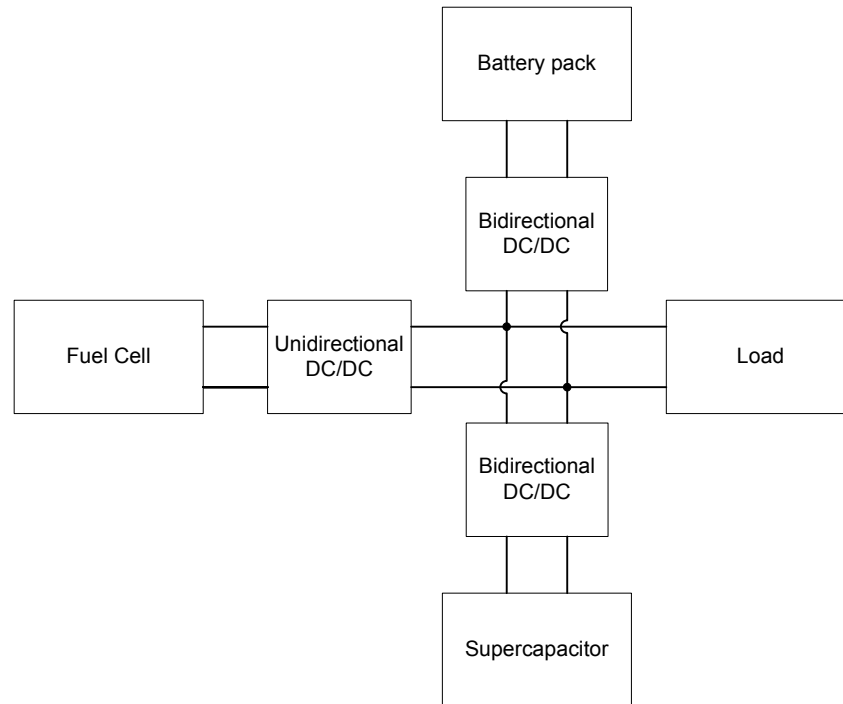 Battery pack
Bidirectional
DC/DC
Fuel Cell
Unidirectional
DC/DC
Load
Bidirectional
DC/DC
Supercapacitor